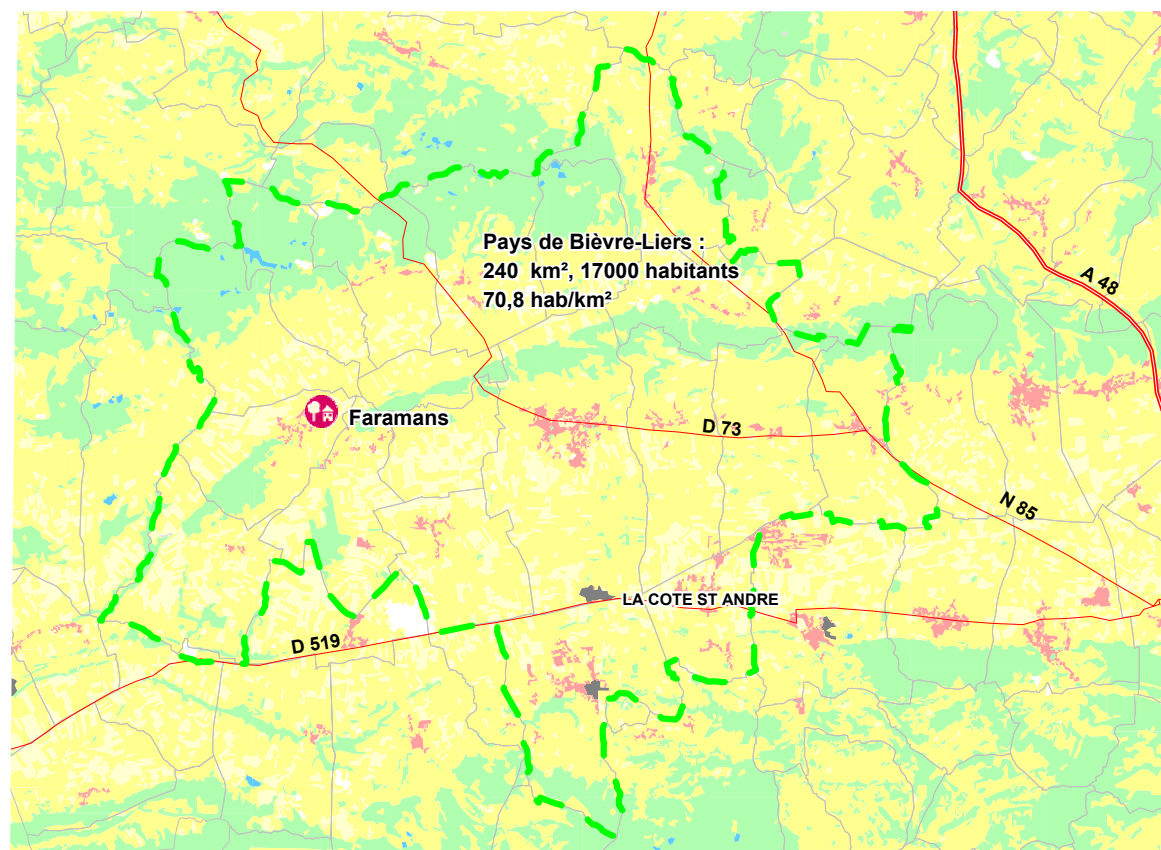 Pays de Bièvre-Liers :
240 km², 17000 habitants
70,8 hab/km²
A 48
Faramans
D 73
N 85
LA COTE ST ANDRE
D 519